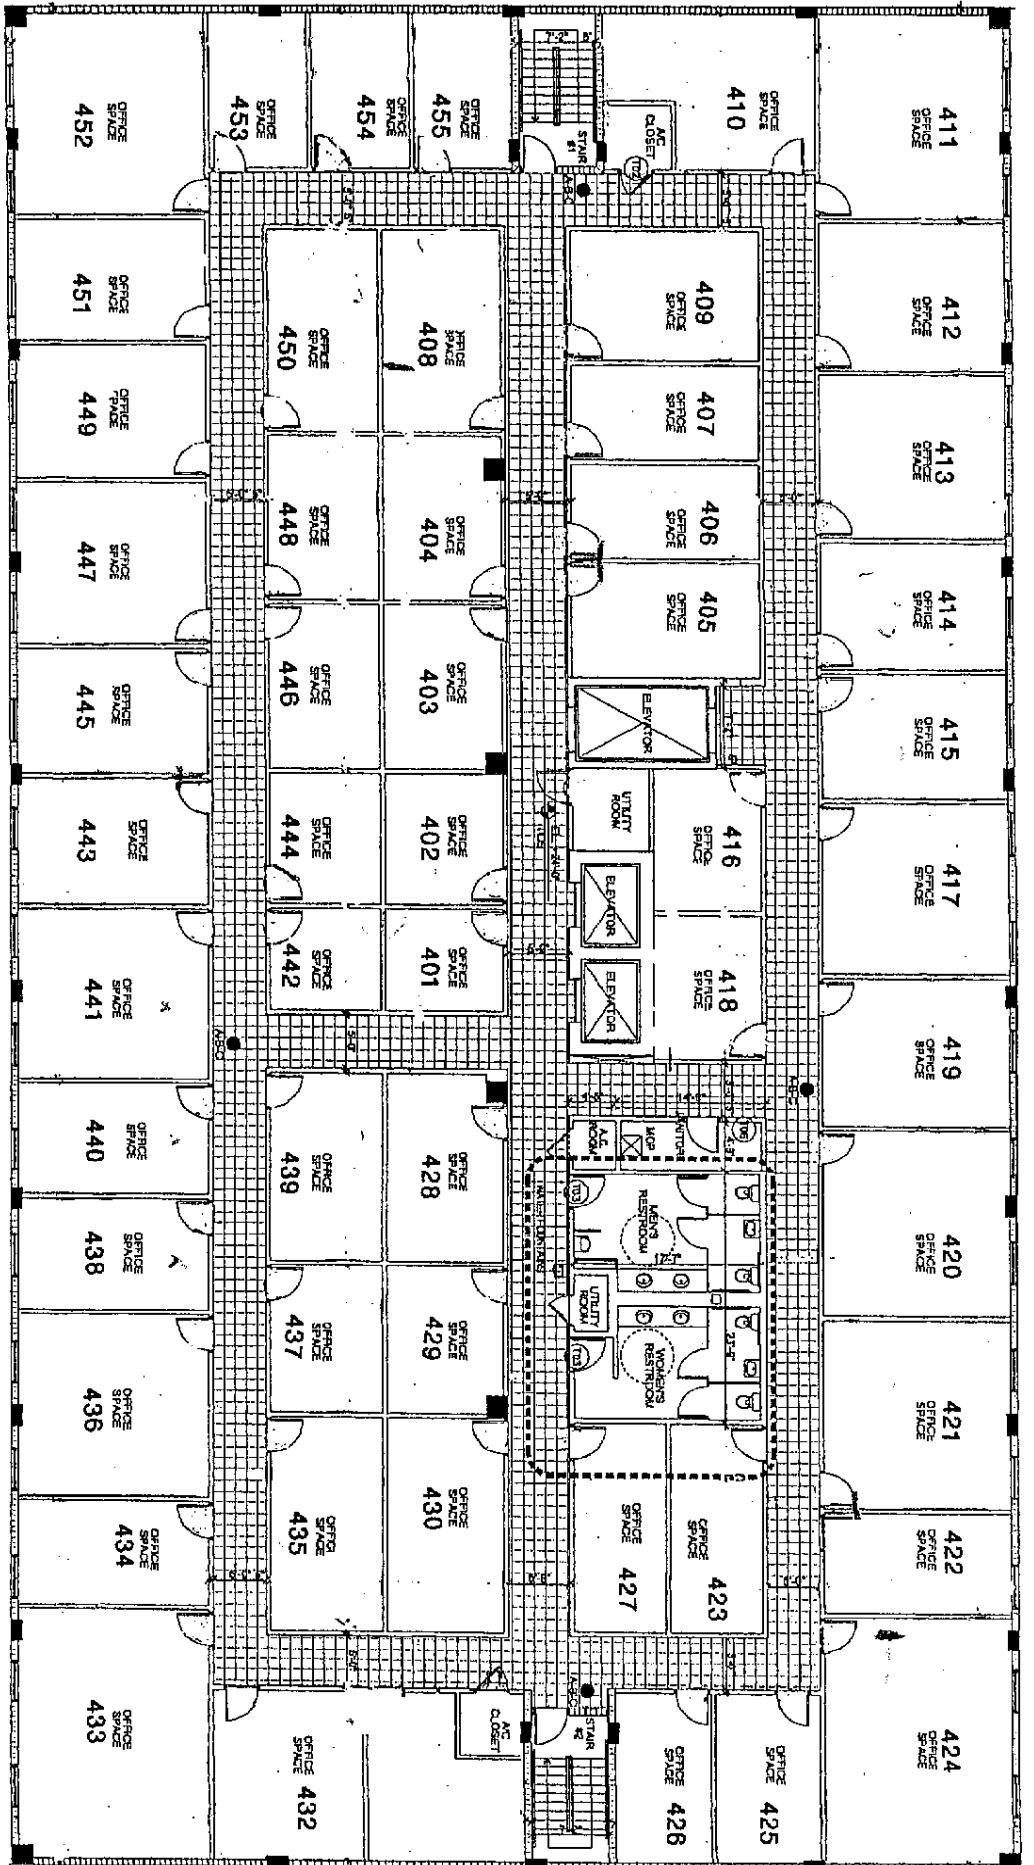 411
OFFICE
SPACE
412
OFFICE
SPACE
413
OFFICE
SPACE
414
OFFICE
SPACE
415
OFFICE
SPACE
417
OFFICE
SPACE
419
OFFICE
SPACE
420
OFFICE
SPACE
421
OFFICE
SPACE
422
OFFICE
SPACE
424
OFFICE
SPACE
OFFICE
SPACE
410
A/C
CLOSET
T02
STAIR
#1
7'-2"
A-B-C
409
OFFICE
SPACE
407
OFFICE
SPACE
406
OFFICE
SPACE
405
OFFICE
SPACE
ELEVATOR
UTILITY
ROOM
416
OFFICE
SPACE
ELEVATOR
ELEVATOR
418
OFFICE
SPACE
A-B-C
A.C.
ROOM
MOP
T03
MEN'S
RESTROOM
UTILITY
ROOM
T03
WOMEN'S
RESTROOM
23'-9"
OFFICE
SPACE
427
OFFICE
SPACE
423
A-B-C
STAIR
#2
OFFICE
SPACE
426
OFFICE
SPACE
425
OFFICE
SPACE
455
OFFICE
SPACE
454
OFFICE
SPACE
453
OFFICE
SPACE
452
SPACE
408
OFFICE
SPACE
450
OFFICE
SPACE
404
OFFICE
SPACE
448
OFFICE
SPACE
403
OFFICE
SPACE
446
OFFICE
SPACE
402
OFFICE
SPACE
444
OFFICE
SPACE
401
OFFICE
SPACE
442
5'-0"
A-B-C
OFFICE
SPACE
428
OFFICE
SPACE
439
OFFICE
SPACE
429
OFFICE
SPACE
437
OFFICE
SPACE
430
SPACE
435
A/C
CLOSET
OFFICE
SPACE
432
OFFICE
SPACE
451
OFFICE
449
OFFICE
SPACE
447
OFFICE
SPACE
445
OFFICE
SPACE
443
OFFICE
SPACE
441
OFFICE
SPACE
440
OFFICE
SPACE
438
OFFICE
SPACE
436
OFFICE
SPACE
434
OFFICE
SPACE
433